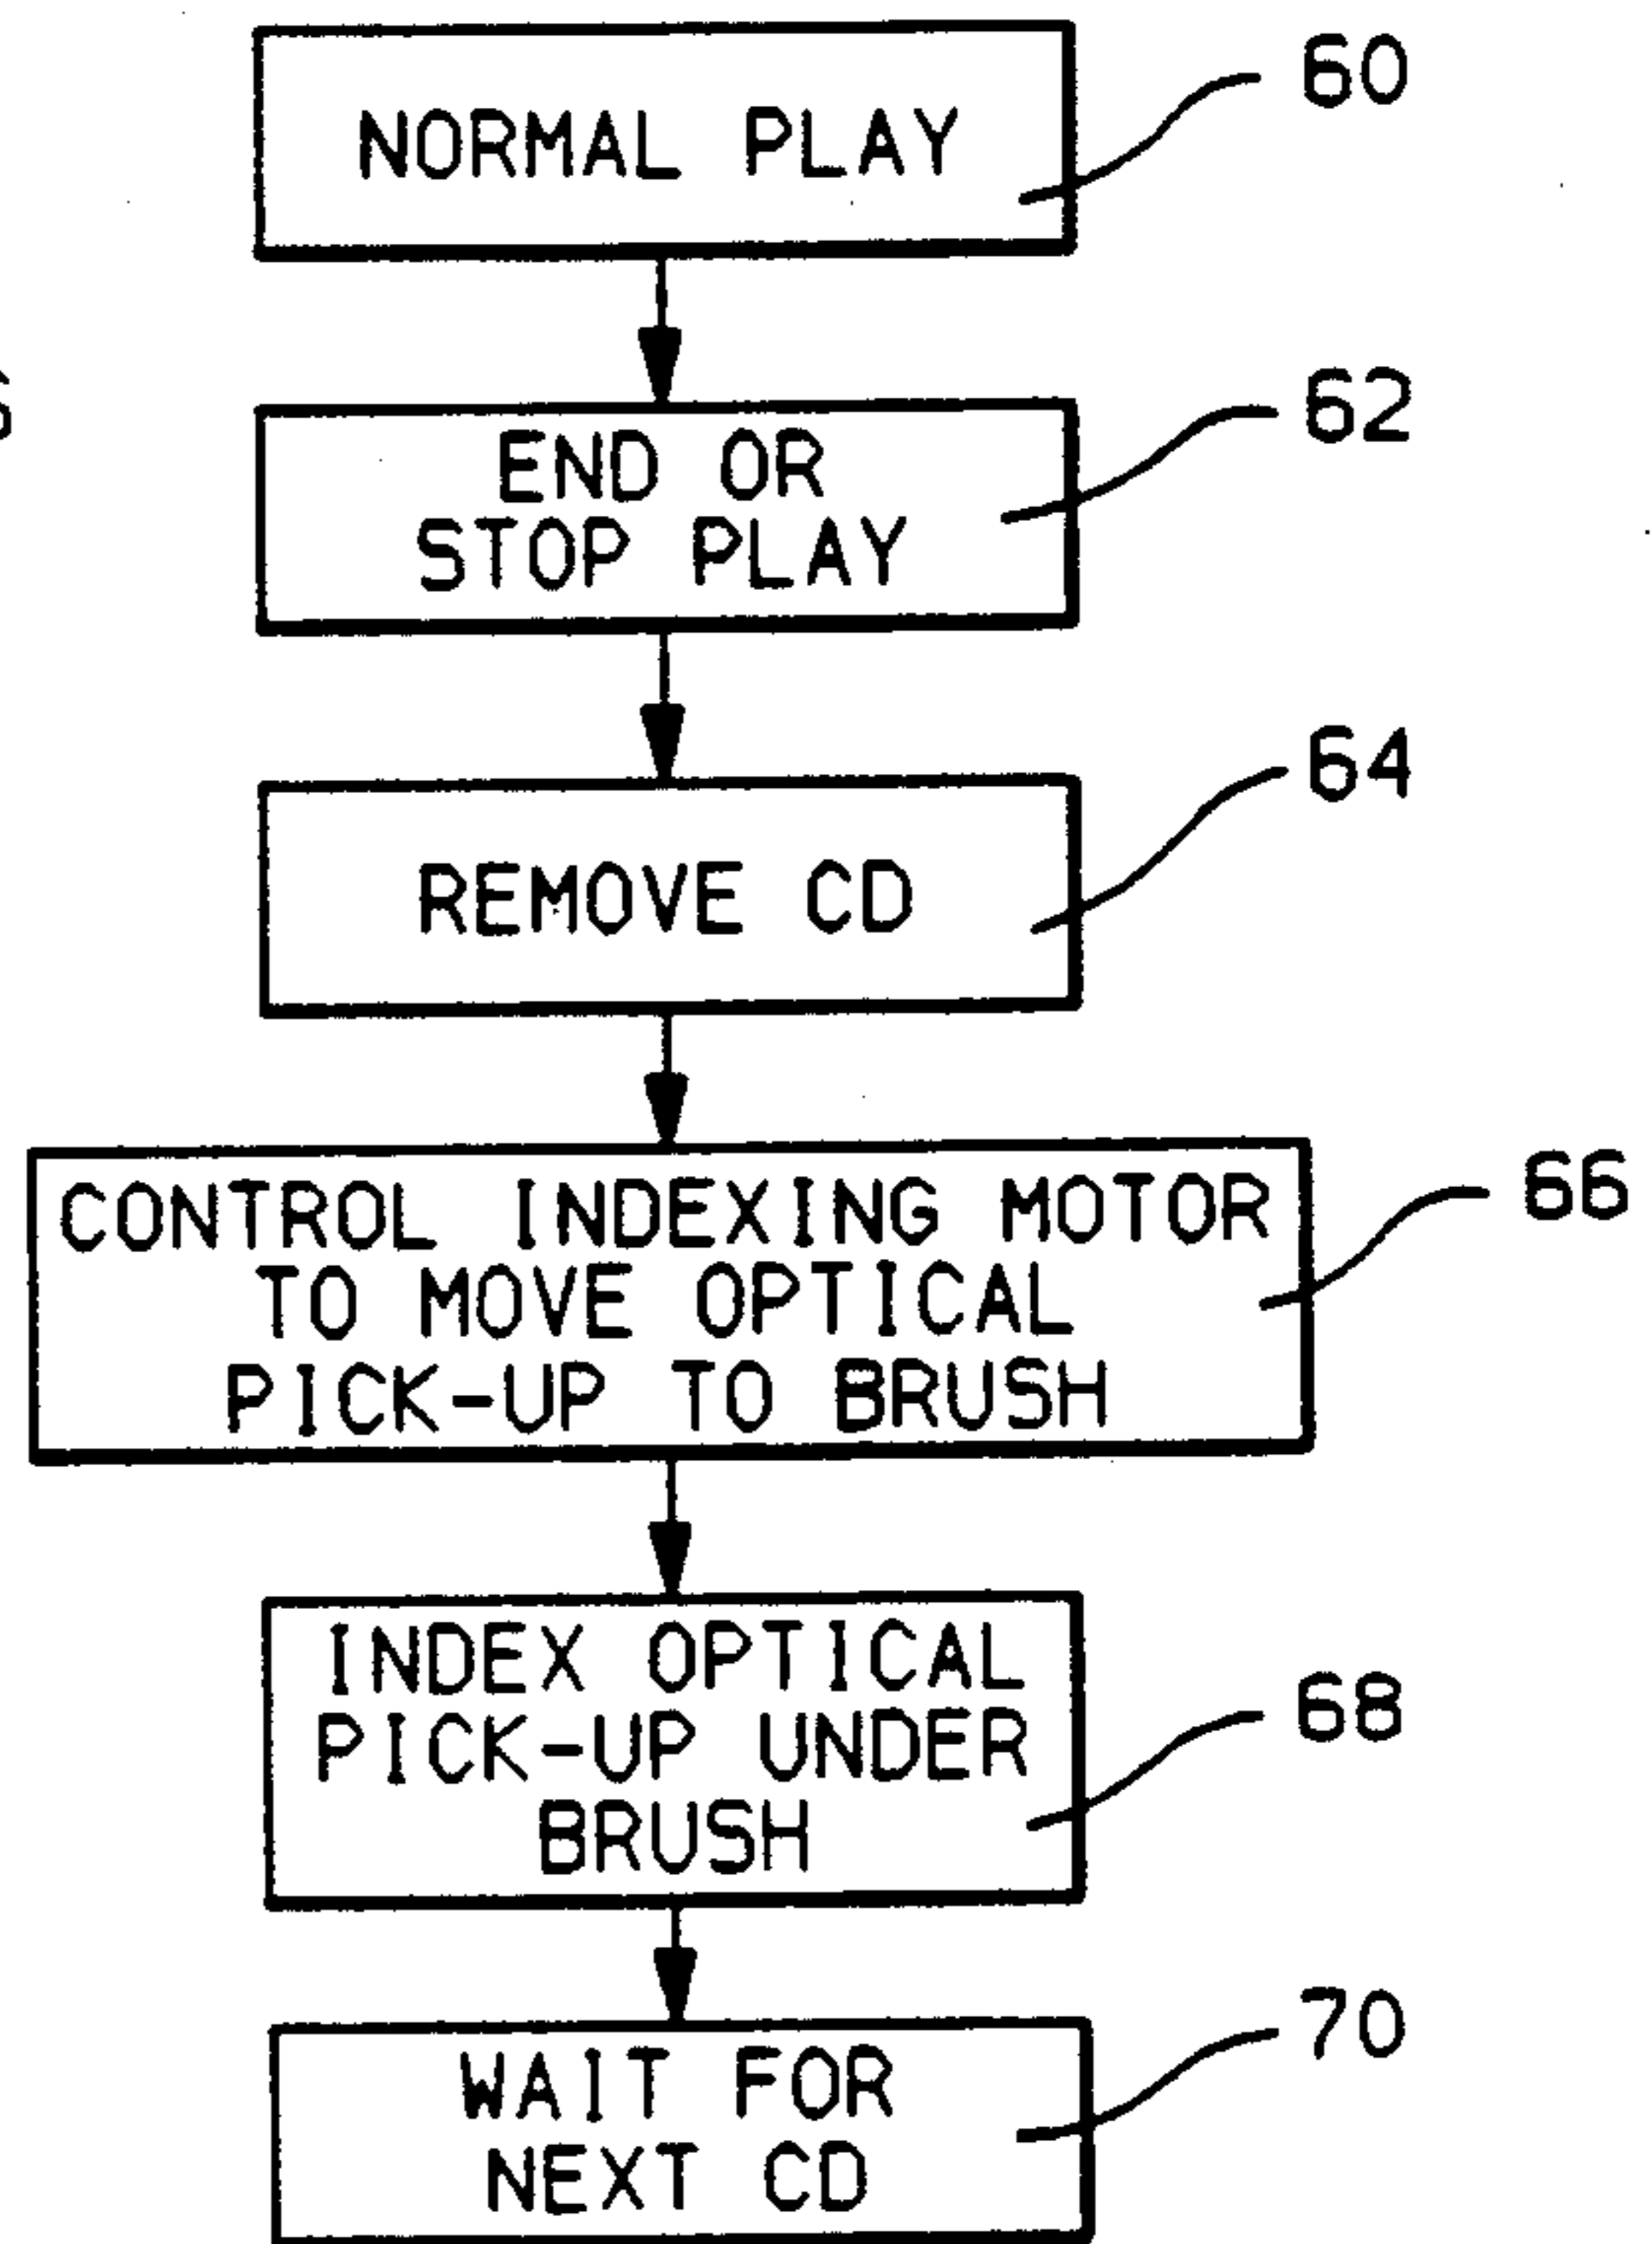 NORMAL PLAY
60
END OR
STOP PLAY
62
REMOVE CD
64
CONTROL INDEXING MOTOR
TO MOVE OPTICAL
PICK-UP TO BRUSH
66
INDEX OPTICAL
PICK-UP UNDER
BRUSH
68
WAIT FOR
NEXT CD
70